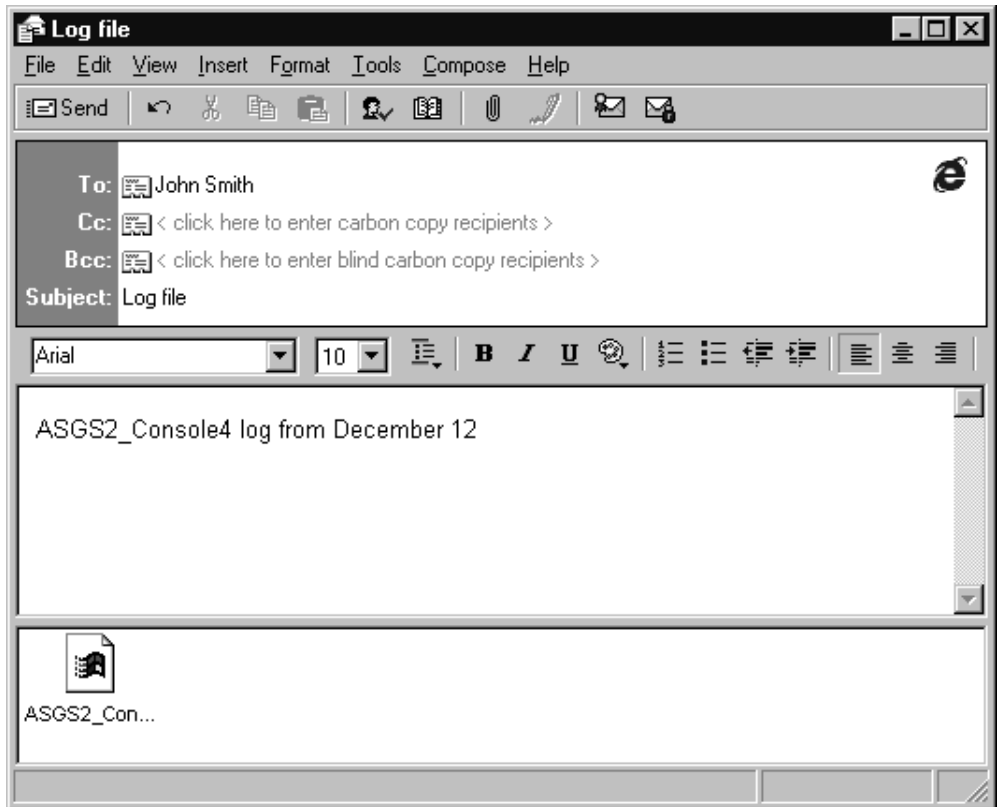 Log file
File Edit View Insert Format Tools Compose Help
Send
To: John Smith
Cc: < click here to enter carbon copy recipients >
Bcc: < click here to enter blind carbon copy recipients >
Subject: Log file
Arial 10 B I U
ASGS2_Console4 log from December 12
ASGS2_Con...